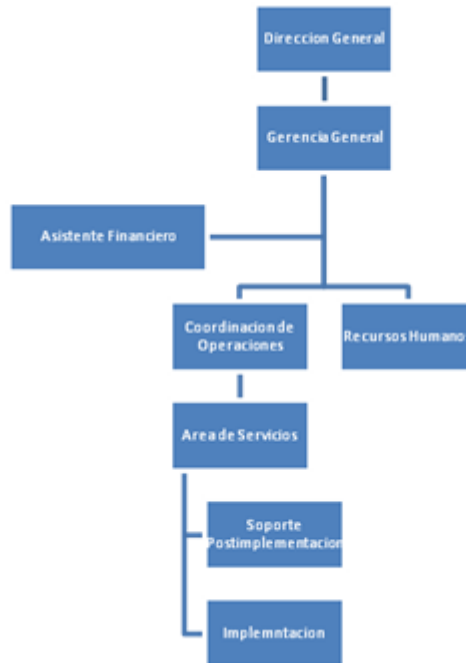 Direccion General
Gerencia General
Asistente Financiero
Coordinacion de
Operaciones
Recursos Humano
Area de Servicios
Soporte
Postimplementacion
Implemntacion